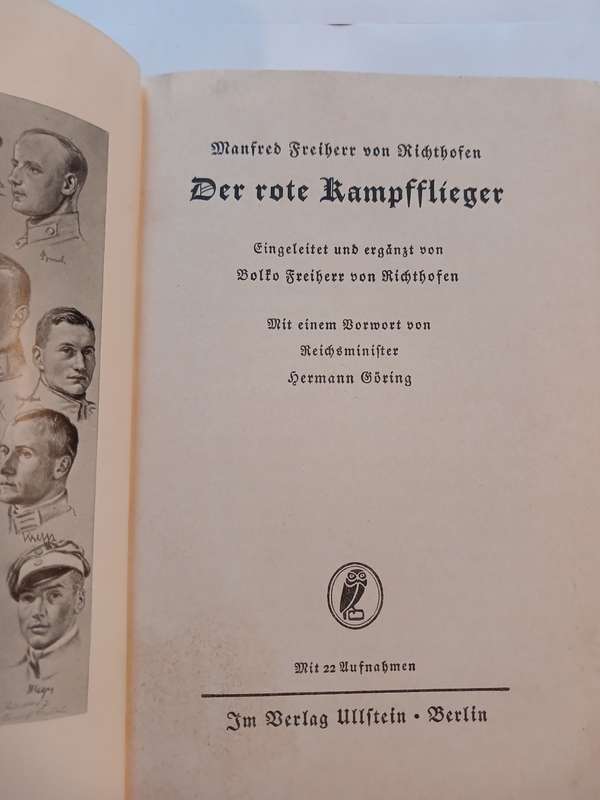 Manfred Freiherr von Richthofen
Der rote Kampfflieger
Eingeleitet und ergänzt von
Bolko Freiherr von Richthofen
Mit einem Vorwort von
Reichsminister
Hermann Göring
Mit 22 Aufnahmen
Im Verlag Ullstein • Berlin